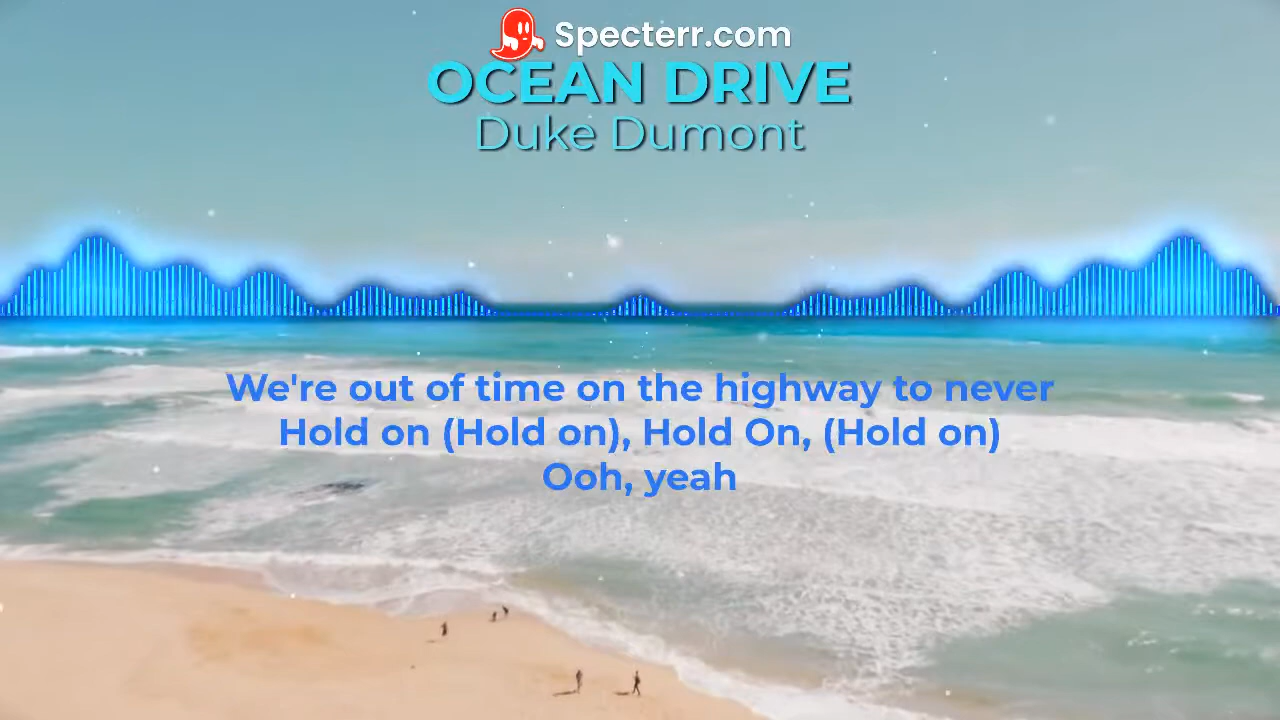 Specterr.com
OCEAN DRIVE
Duke Dumont
We're out of time on the highway to never
Hold on (Hold on), Hold On, (Hold on)
Ooh, yeah